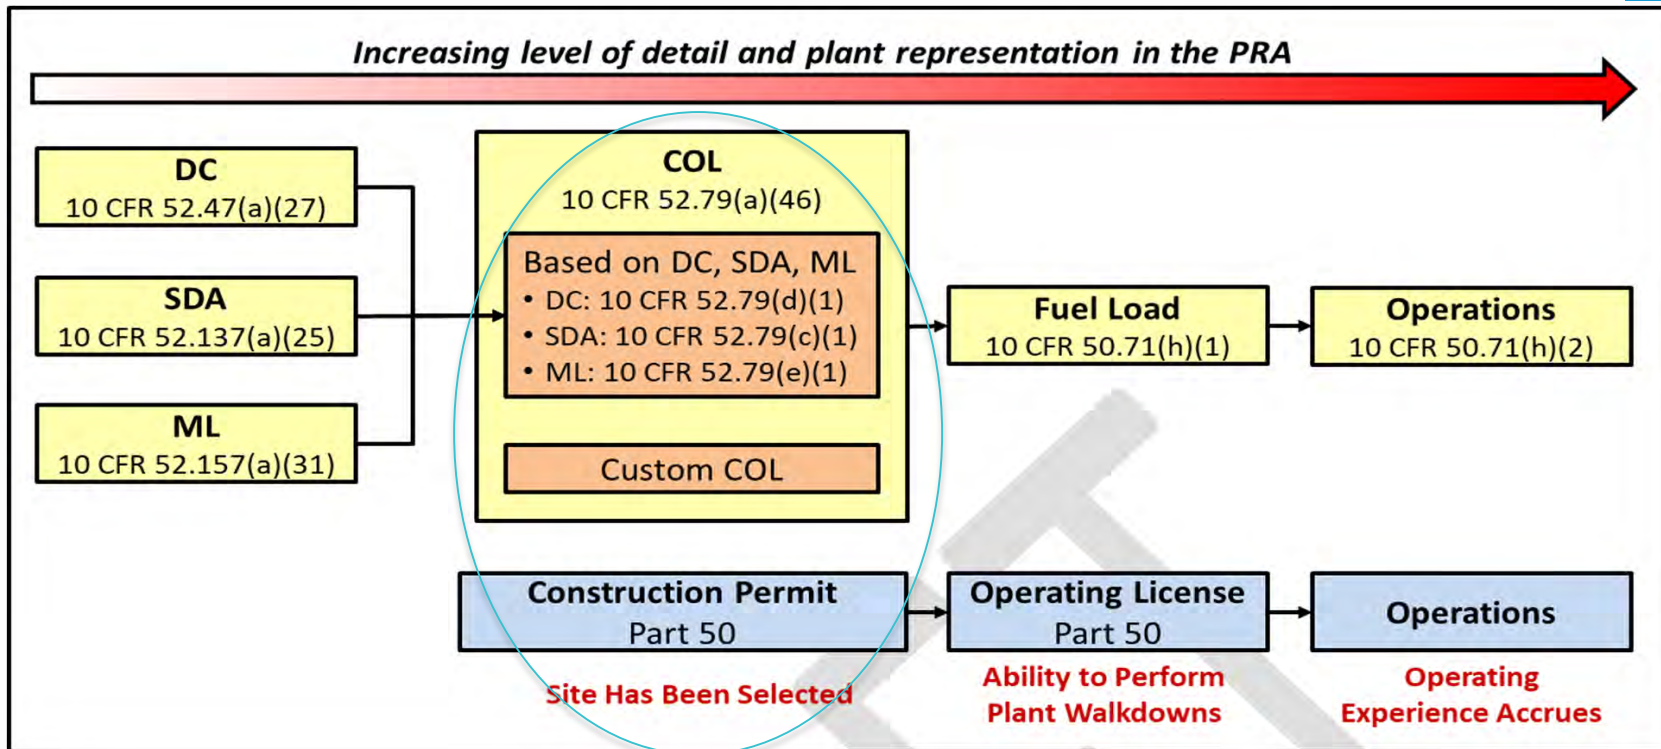 Increasing level of detail and plant representation in the PRA
DC
10 CFR 52.47(a)(27)
SDA
10 CFR 52.137(a)(25)
ML
10 CFR 52.157(a)(31)
COL
10 CFR 52.79(a)(46)
Based on DC, SDA, ML
• DC: 10 CFR 52.79(d)(1)
• SDA: 10 CFR 52.79(c)(1)
• ML: 10 CFR 52.79(e)(1)
Custom COL
Fuel Load
10 CFR 50.71(h)(1)
Operations
10 CFR 50.71(h)(2)
Construction Permit
Part 50
Operating License
Part 50
Operations
Site Has Been Selected
Ability to Perform
Plant Walkdowns
Operating
Experience Accrues